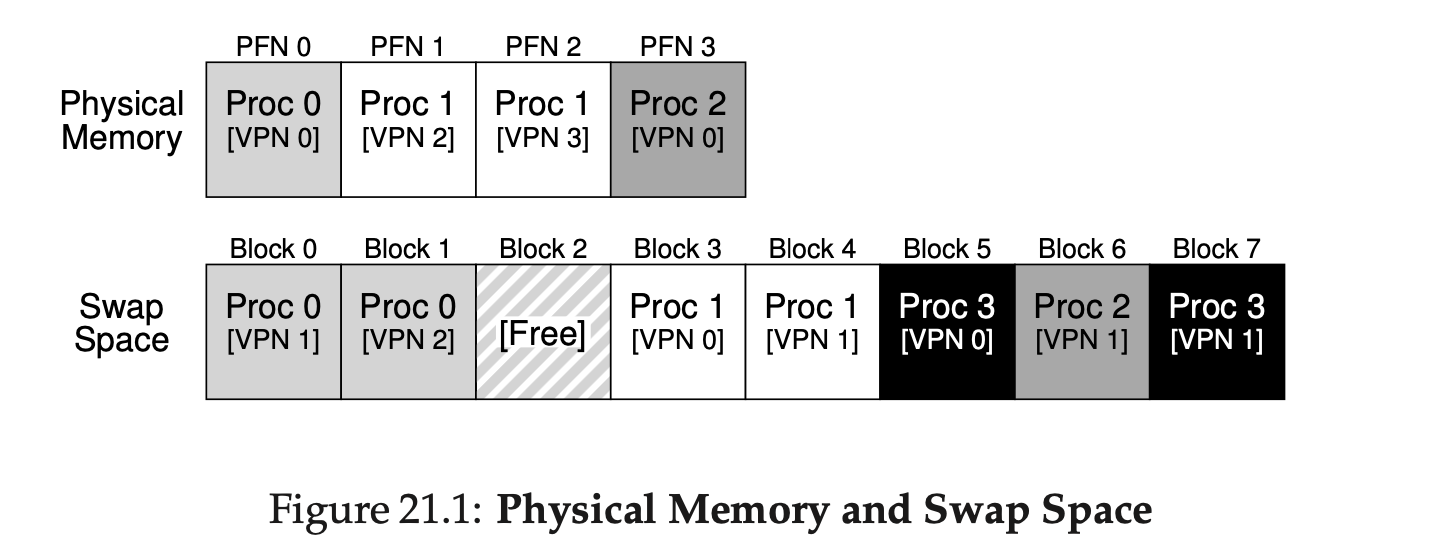 PFN 0 PFN 1 PFN 2 PFN 3
Physical Memory
Proc 0 Proc 1 Proc 1 Proc 2
[VPN 0] [VPN 2] [VPN 3] [VPN 0]
Block 0 Block 1 Block 2 Block 3 Block 4 Block 5 Block 6 Block 7
Swap Space
Proc 0 Proc 0 [Free] Proc 1 Proc 1 Proc 3 Proc 2 Proc 3
[VPN 1] [VPN 2] [VPN 0] [VPN 1] [VPN 0] [VPN 1] [VPN 1]
Figure 21.1: Physical Memory and Swap Space